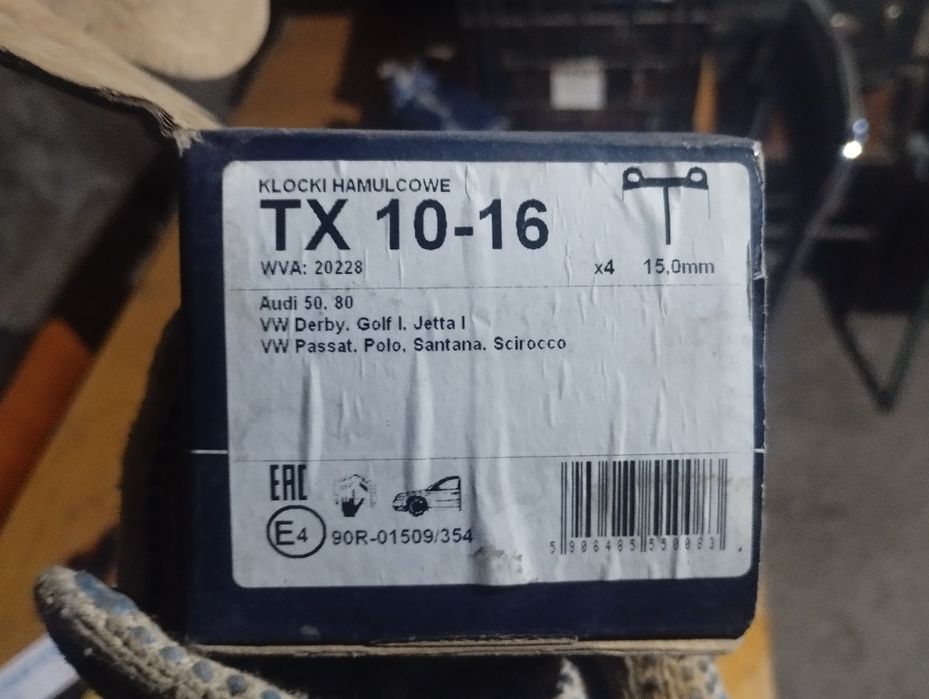 KLOCKI HAMULCOWE
TX 10-16
WVA: 20228
x4 15,0mm
Audi 50, 80
VW Derby, Golf I, Jetta I
VW Passat, Polo, Santana, Scirocco
EAC
E4
90R-01509/354
5906485550083